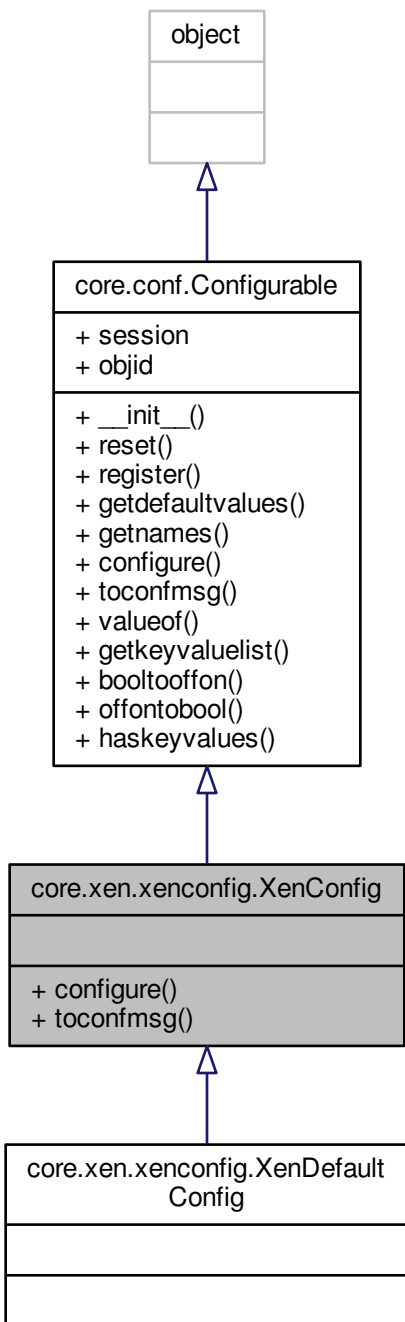 object
core.conf.Configurable
+ session
+ objid
+ __init__()
+ reset()
+ register()
+ getdefaultvalues()
+ getnames()
+ configure()
+ toconfmsg()
+ valueof()
+ getkeyvaluelist()
+ booltooffon()
+ offontobool()
+ haskeyvalues()
core.xen.xenconfig.XenConfig
+ configure()
+ toconfmsg()
core.xen.xenconfig.XenDefault
Config